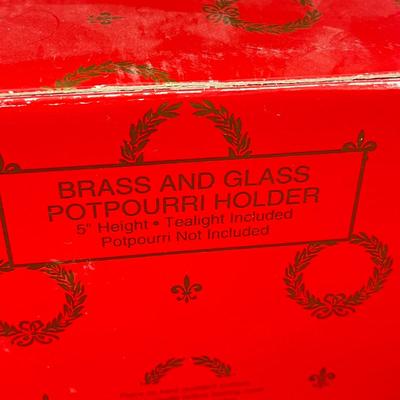 BRASS AND GLASS
POTPOURRI HOLDER
5" Height • Tealight Included
Potpourri Not Included